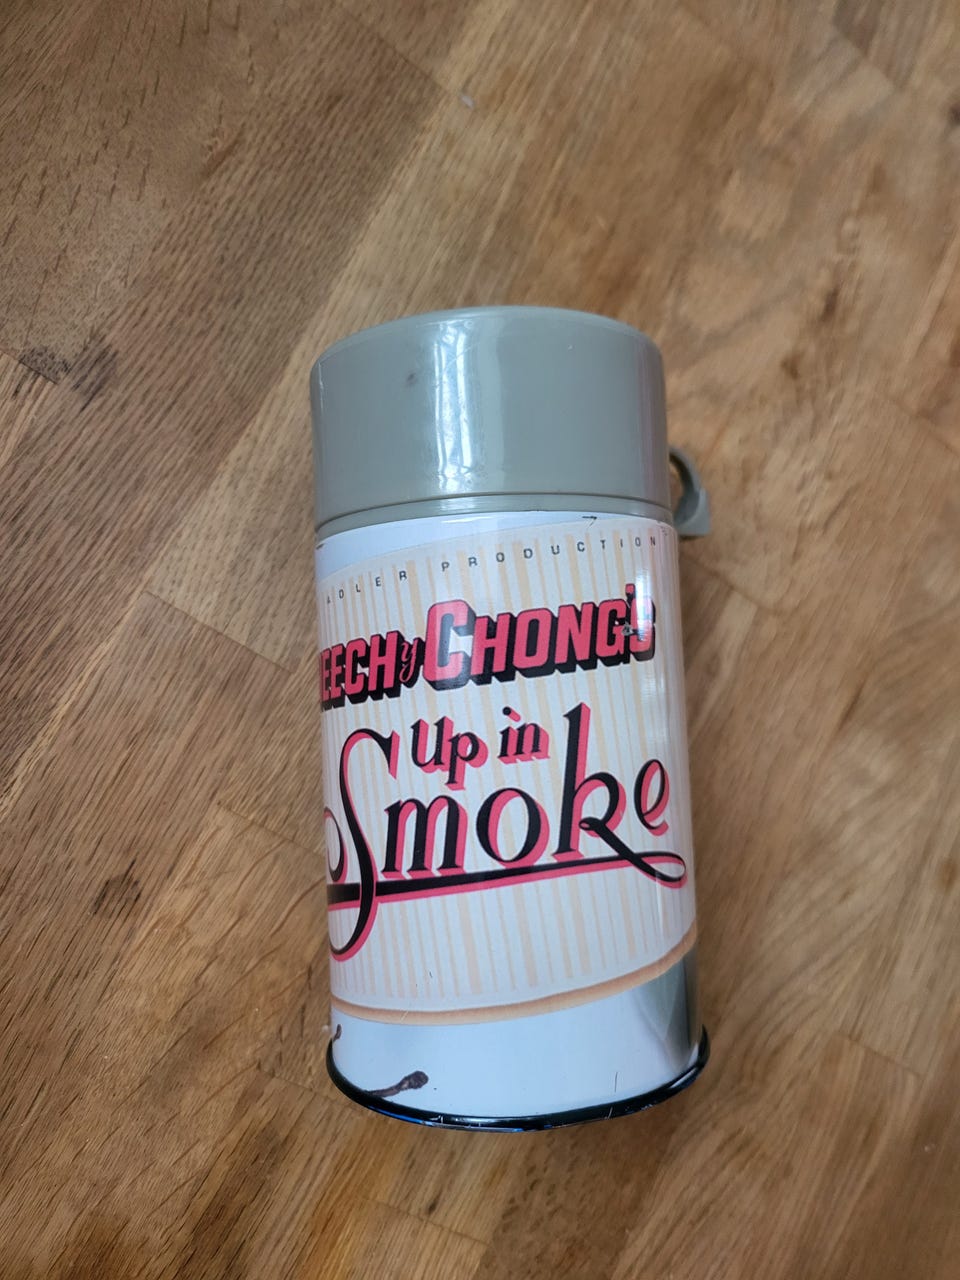 ADLER PRODUCTION
EECH y CHONG'S
Up in
Smoke